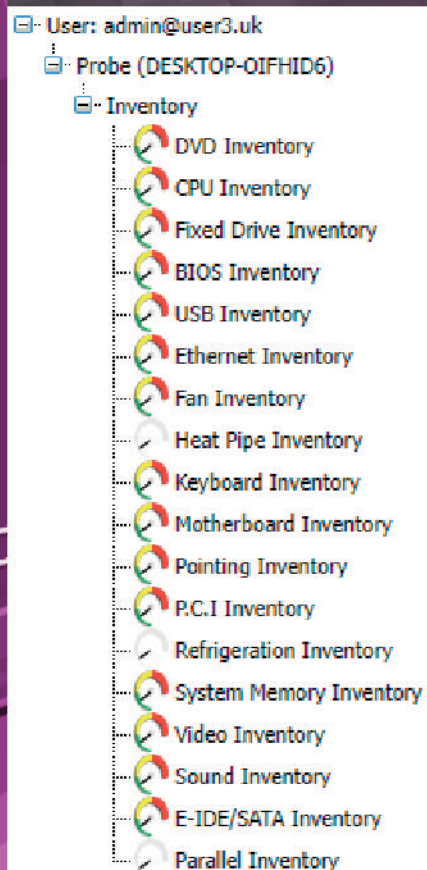 User: admin@user3.uk
Probe (DESKTOP-OIFHID6)
Inventory
DVD Inventory
CPU Inventory
Fixed Drive Inventory
BIOS Inventory
USB Inventory
Ethernet Inventory
Fan Inventory
Heat Pipe Inventory
Keyboard Inventory
Motherboard Inventory
Pointing Inventory
P.C.I Inventory
Refrigeration Inventory
System Memory Inventory
Video Inventory
Sound Inventory
E-IDE/SATA Inventory
Parallel Inventory